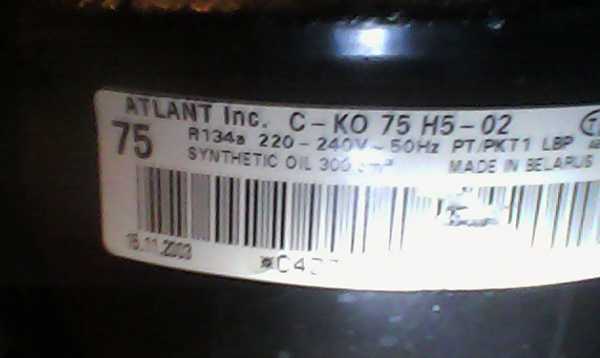 ATLANT Inc. C-KO 75 H5-02
75
R134a 220-240V~50Hz PT/PKT1 LBP
SYNTHETIC OIL 300 cm³ MADE IN BELARUS
16.11.2003